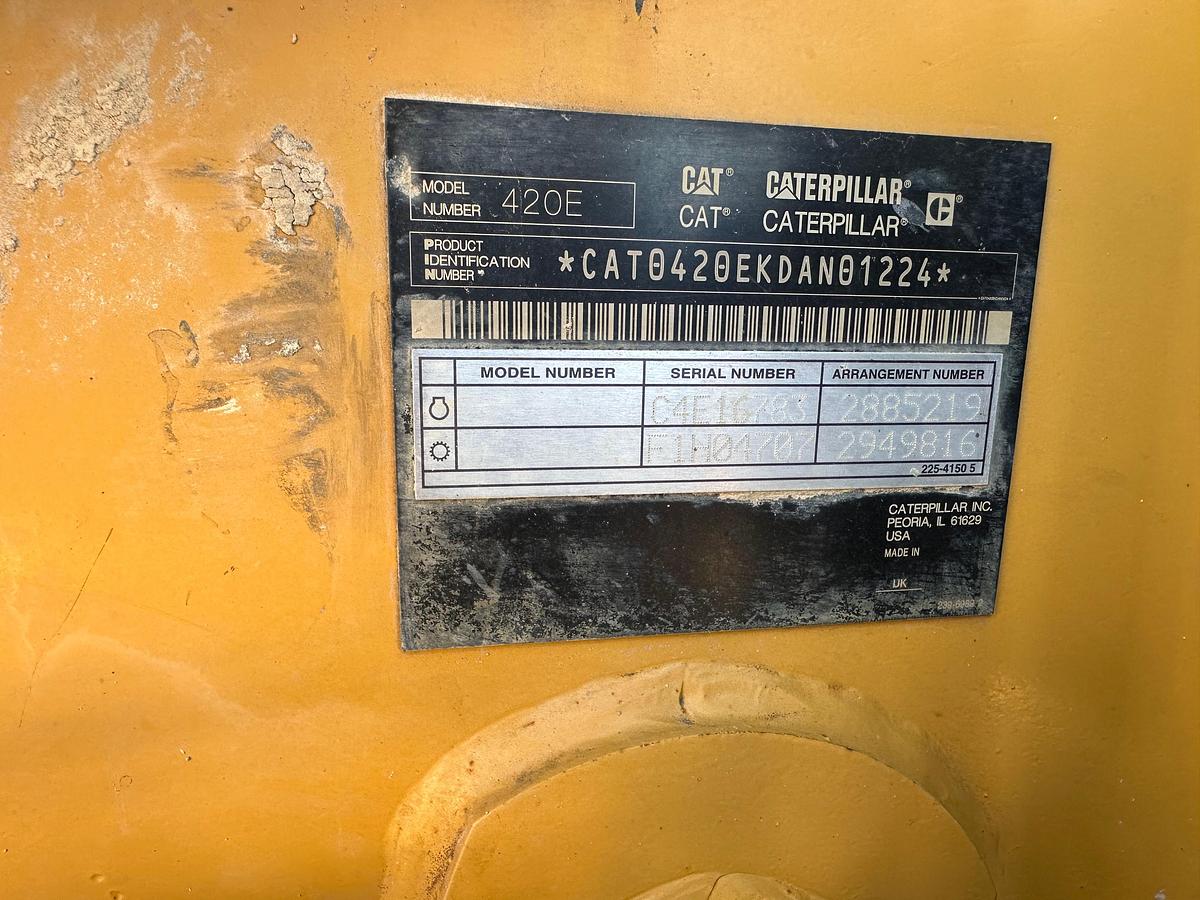 MODEL NUMBER 420E
CAT® CATERPILLAR®
CAT® CATERPILLAR®
PRODUCT IDENTIFICATION NUMBER *CAT0420EKDAN01224*
MODEL NUMBER SERIAL NUMBER ARRANGEMENT NUMBER
C4E16783 2885219
F1H04707 2949816
225-4150 5
CATERPILLAR INC.
PEORIA, IL 61629
USA
MADE IN
UK